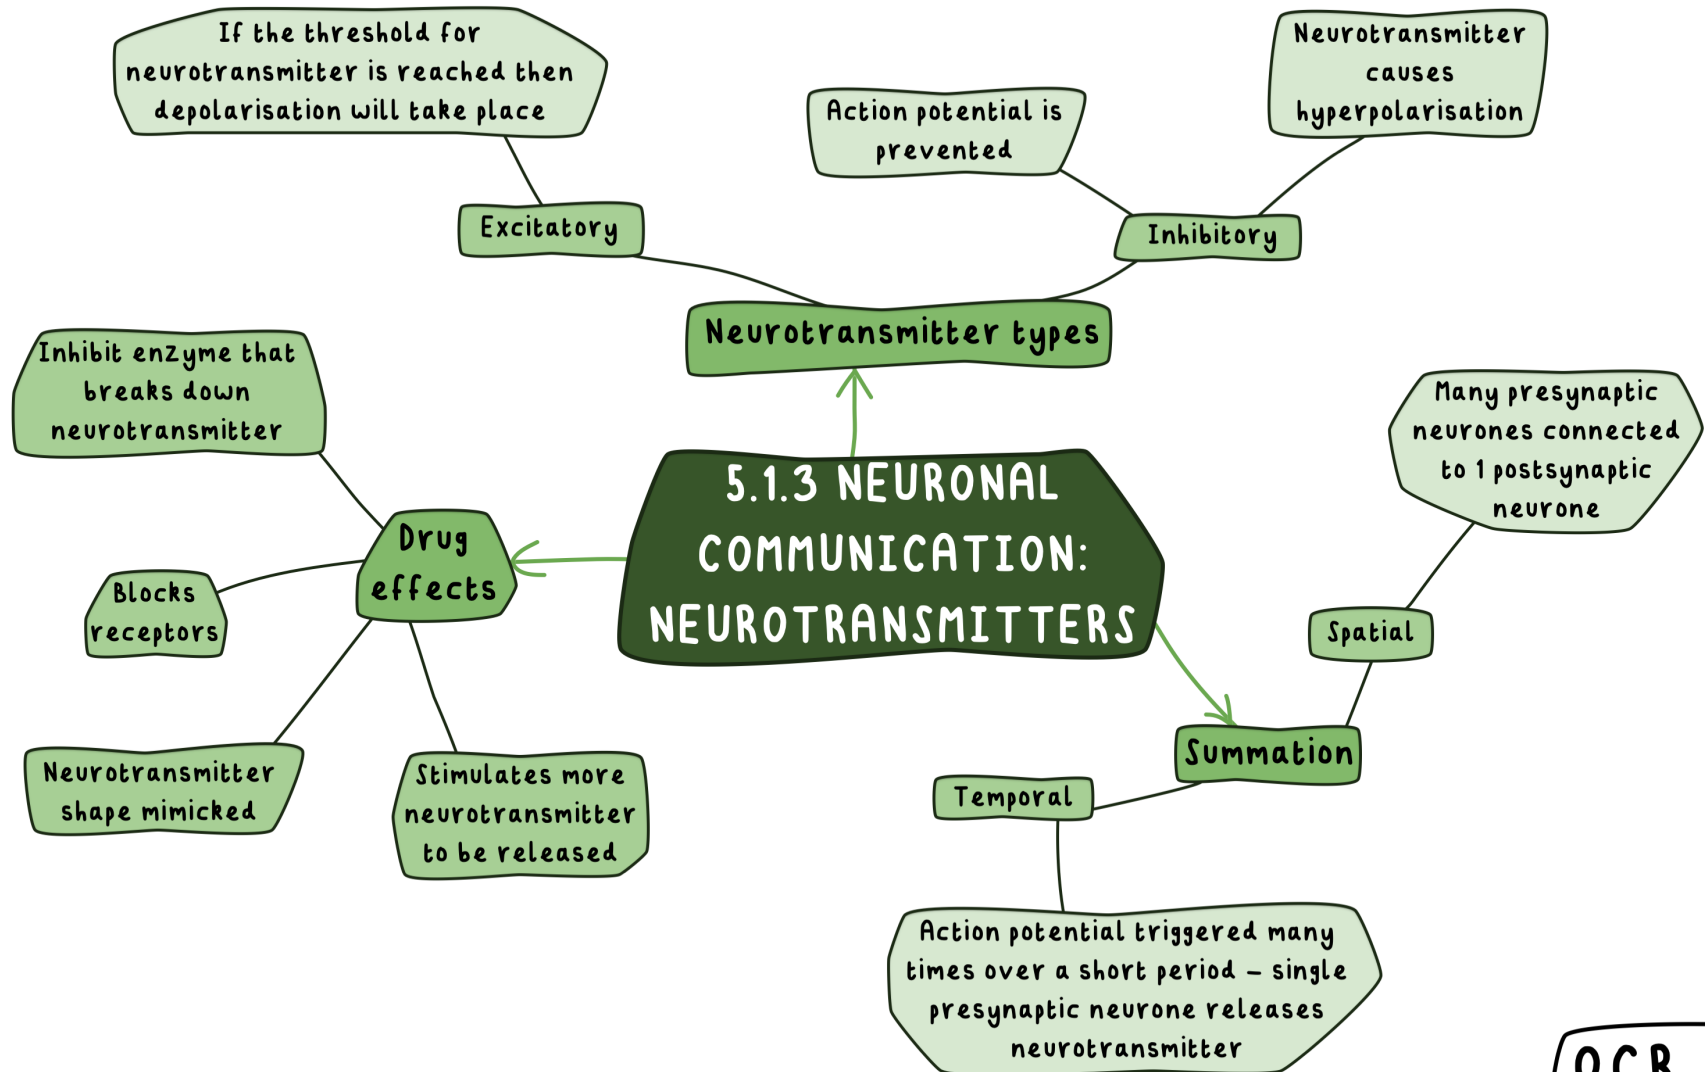 If the threshold for
neurotransmitter is reached then
depolarisation will take place
Action potential is
prevented
Neurotransmitter
causes
hyperpolarisation
Excitatory
Inhibitory
Neurotransmitter types
Inhibit enzyme that
breaks down
neurotransmitter
Many presynaptic
neurones connected
to 1 postsynaptic
neurone
5.1.3 NEURONAL
COMMUNICATION:
NEUROTRANSMITTERS
Drug
effects
Blocks
receptors
Spatial
Summation
Neurotransmitter
shape mimicked
Stimulates more
neurotransmitter
to be released
Temporal
Action potential triggered many
times over a short period – single
presynaptic neurone releases
neurotransmitter
OCR